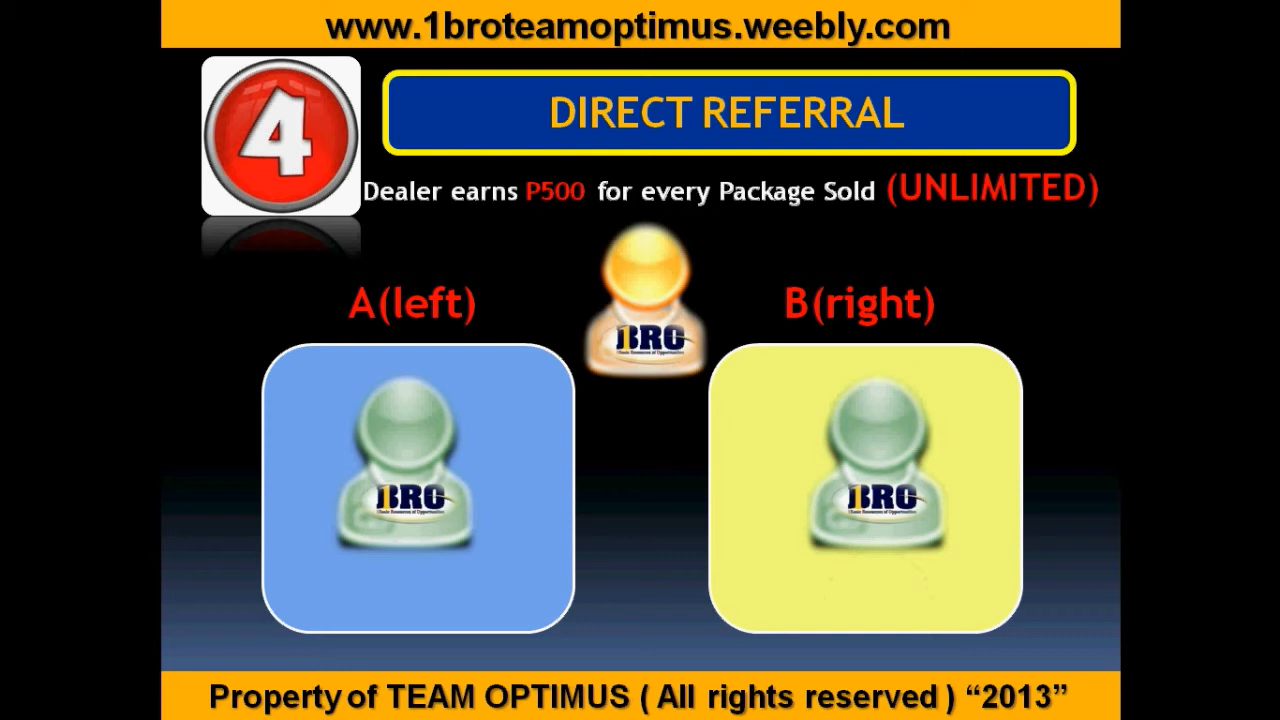 www.1broteamoptimus.weebly.com
4
DIRECT REFERRAL
Dealer earns P500 for every Package Sold (UNLIMITED)
A(left)
B(right)
1BRO
1BRO
1BRO
Property of TEAM OPTIMUS ( All rights reserved ) “2013”